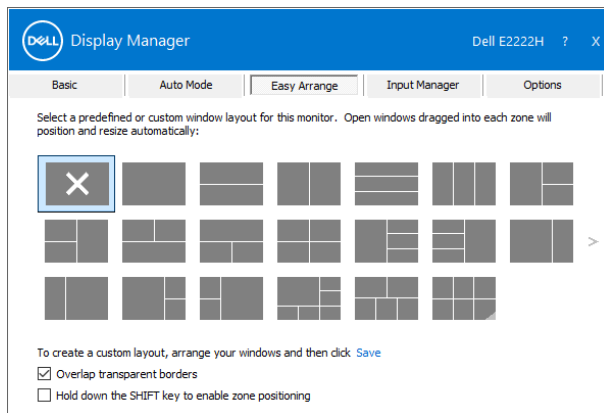 DELL Display Manager Dell E2222H ? X
Basic Auto Mode Easy Arrange Input Manager Options
Select a predefined or custom window layout for this monitor. Open windows dragged into each zone will
position and resize automatically:
>
To create a custom layout, arrange your windows and then click Save
Overlap transparent borders
Hold down the SHIFT key to enable zone positioning